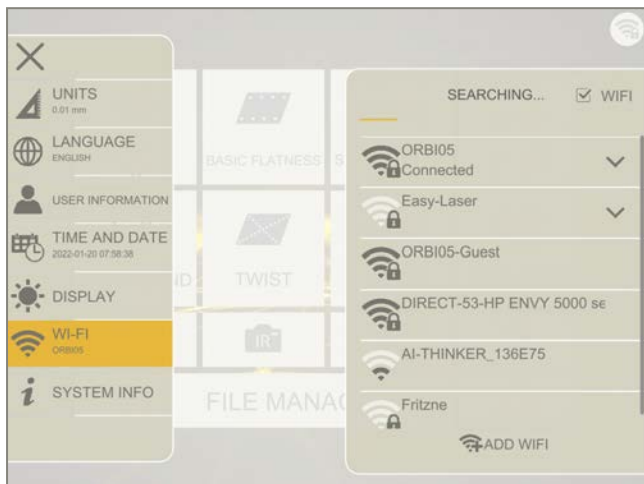 UNITS
0.01 mm
LANGUAGE
ENGLISH
USER INFORMATION
TIME AND DATE
2022-01-20 07:58:38
DISPLAY
WI-FI
ORBI05
i SYSTEM INFO
BASIC FLATNESS S
ND
TWIST
IR
FILE MANAG
SEARCHING... WIFI
ORBI05
Connected
Easy-Laser
ORBI05-Guest
DIRECT-53-HP ENVY 5000 se
AI-THINKER_136E75
Fritzne
ADD WIFI